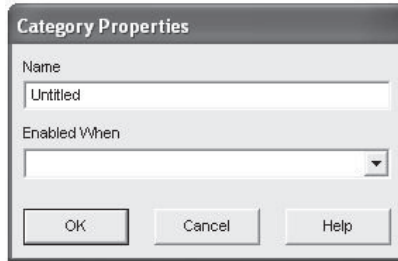 Category Properties
Name
Untitled
Enabled When
OK Cancel Help